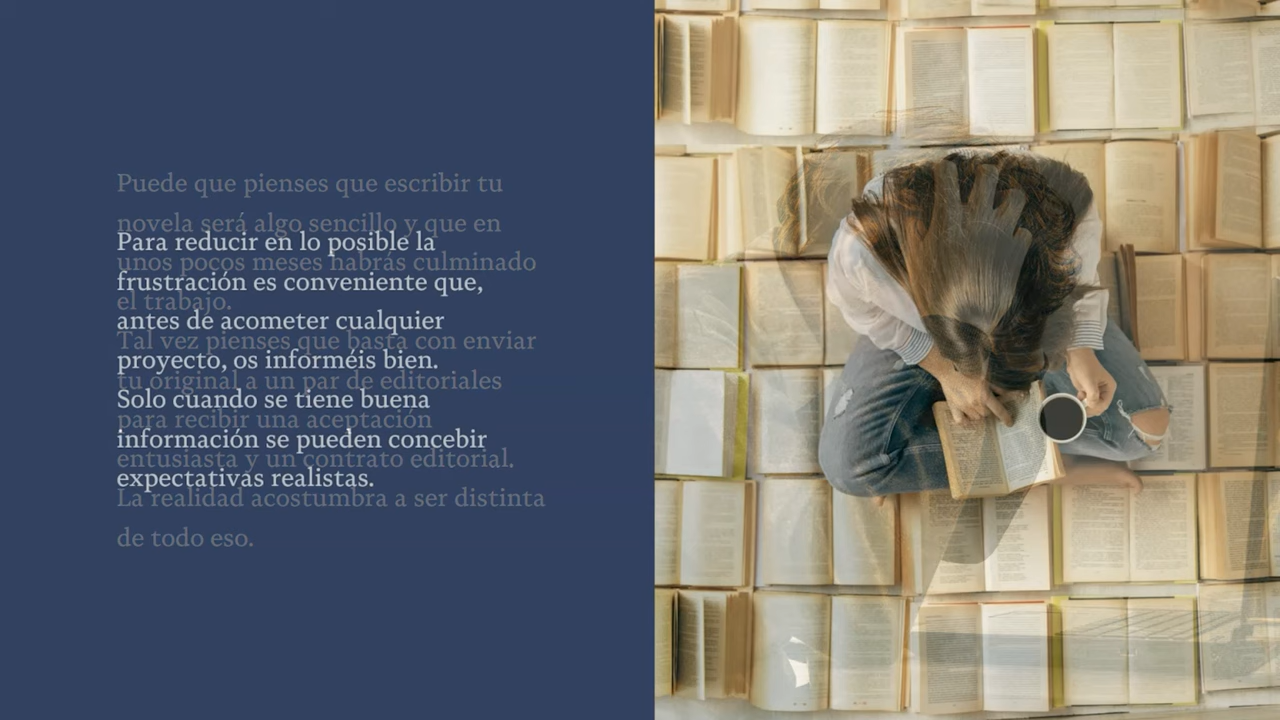 Puede que pienses que escribir tu
novela será algo sencillo y que en
unos pocos meses habrás culminado
el trabajo.
Tal vez pienses que basta con enviar
tu original a un par de editoriales
para recibir una aceptación
entusiasta y un contrato editorial.
La realidad acostumbra a ser distinta
de todo eso.
Para reducir en lo posible la
frustración es conveniente que,
antes de acometer cualquier
proyecto, os informéis bien.
Solo cuando se tiene buena
información se pueden concebir
expectativas realistas.